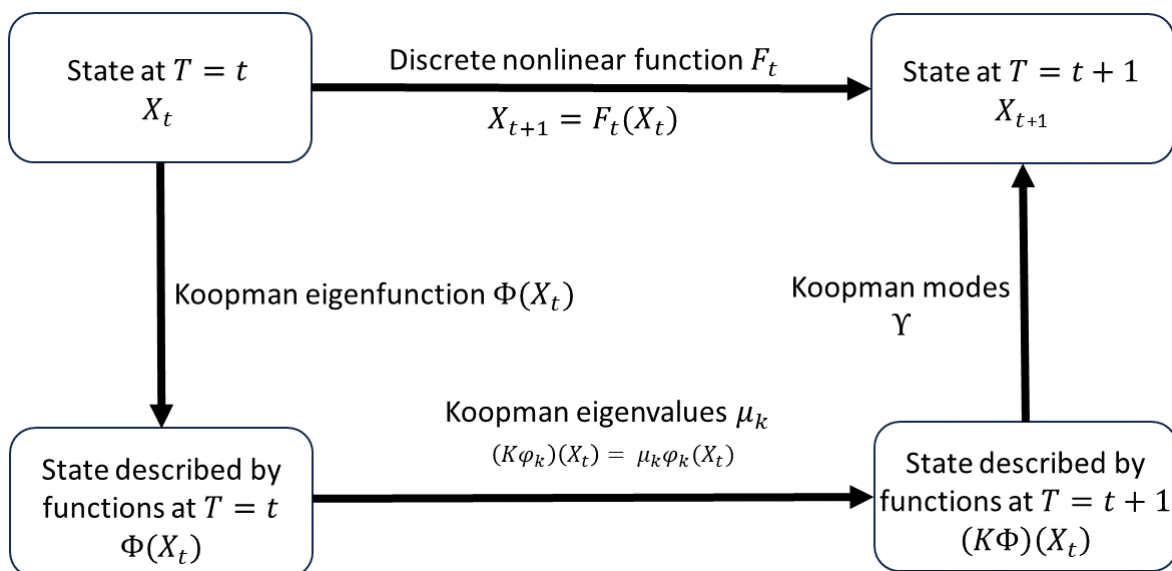 State at T = t
X_t
Discrete nonlinear function F_t
X_{t+1} = F_t(X_t)
State at T = t + 1
X_{t+1}
Koopman eigenfunction Φ(X_t)
Koopman modes
ϒ
Koopman eigenvalues μ_k
(Kφ_k)(X_t) = μ_kφ_k(X_t)
State described by
functions at T = t
Φ(X_t)
State described by
functions at T = t + 1
(KΦ)(X_t)